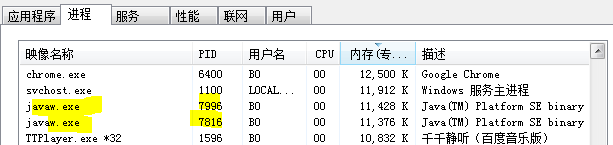 应用程序 进程 服务 性能 联网 用户
映像名称 PID 用户名 CPU 内存(专... 描述
chrome.exe 6400 BO 00 12,500 K Google Chrome
svchost.exe 1100 LOCAL... 00 11,912 K Windows 服务主进程
javaw.exe 7996 BO 00 11,428 K Java(TM) Platform SE binary
javaw.exe 7816 BO 00 11,376 K Java(TM) Platform SE binary
TTPlayer.exe *32 1596 BO 00 10,832 K 千千静听（百度音乐版）